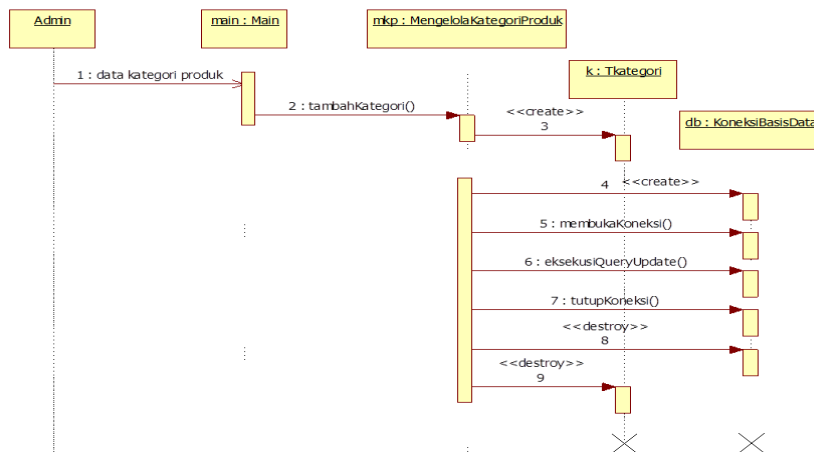 Admin
main : Main
mkp : MengelolaKategoriProduk
k : Tkategori
db : KoneksiBasisData
1 : data kategori produk
2 : tambahKategori()
<<create>>
3
4 <<create>>
5 : membukaKoneksi()
6 : eksekusiQueryUpdate()
7 : tutupKoneksi()
<<destroy>>
8
<<destroy>>
9